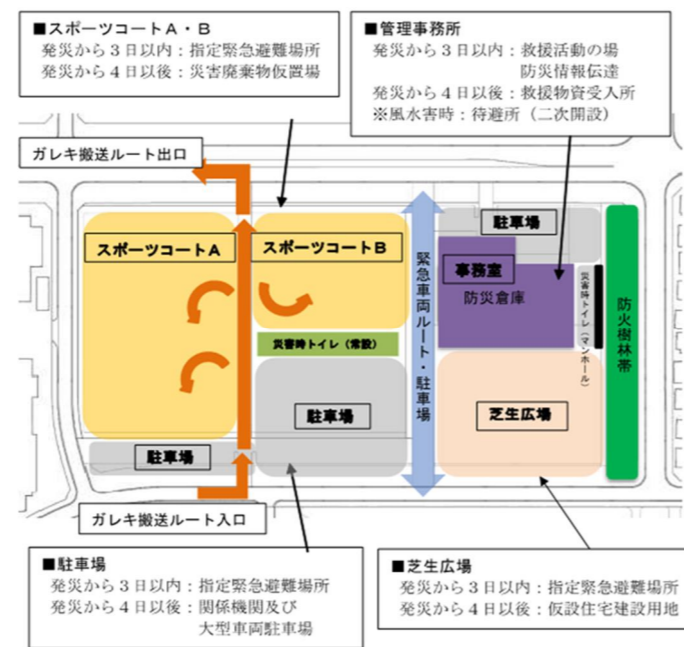 ■スポーツコートＡ・Ｂ
発災から３日以内：指定緊急避難場所
発災から４日以後：災害廃棄物仮置場
■管理事務所
発災から３日以内：救援活動の場
防災情報伝達
発災から４日以後：救援物資受入所
※風水害時：待避所（二次開設）
ガレキ搬送ルート出口
スポーツコートＡ
スポーツコートＢ
緊急車両ルート・駐車場
駐車場
事務室
防災倉庫
災害時トイレ（マンホール）
防火樹林帯
災害時トイレ（常設）
駐車場
芝生広場
駐車場
ガレキ搬送ルート入口
■駐車場
発災から３日以内：指定緊急避難場所
発災から４日以後：関係機関及び
大型車両駐車場
■芝生広場
発災から３日以内：指定緊急避難場所
発災から４日以後：仮設住宅建設用地